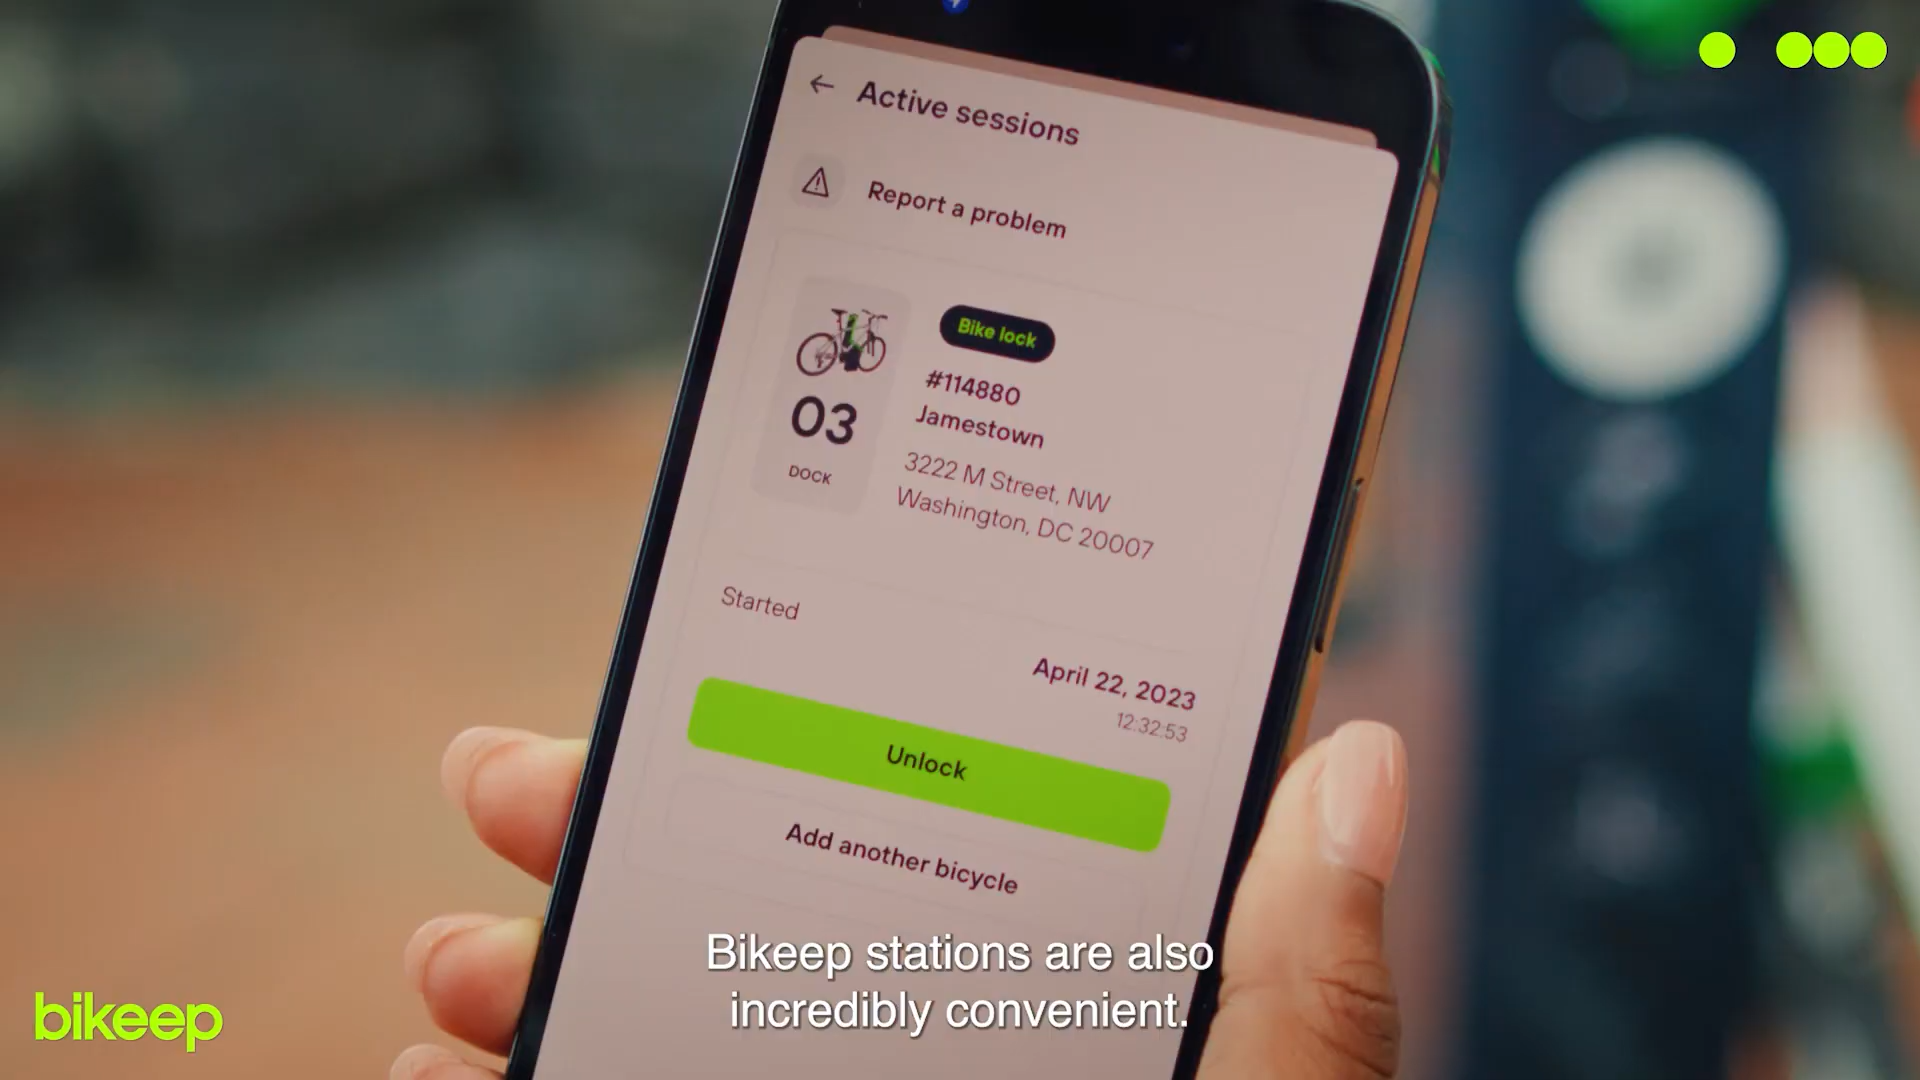 Active sessions
Report a problem
Bike lock
#114880
Jamestown
03
DOCK
3222 M Street, NW
Washington, DC 20007
Started
April 22, 2023
12:32:53
Unlock
Add another bicycle
Bikeep stations are also
incredibly convenient.
bikeep